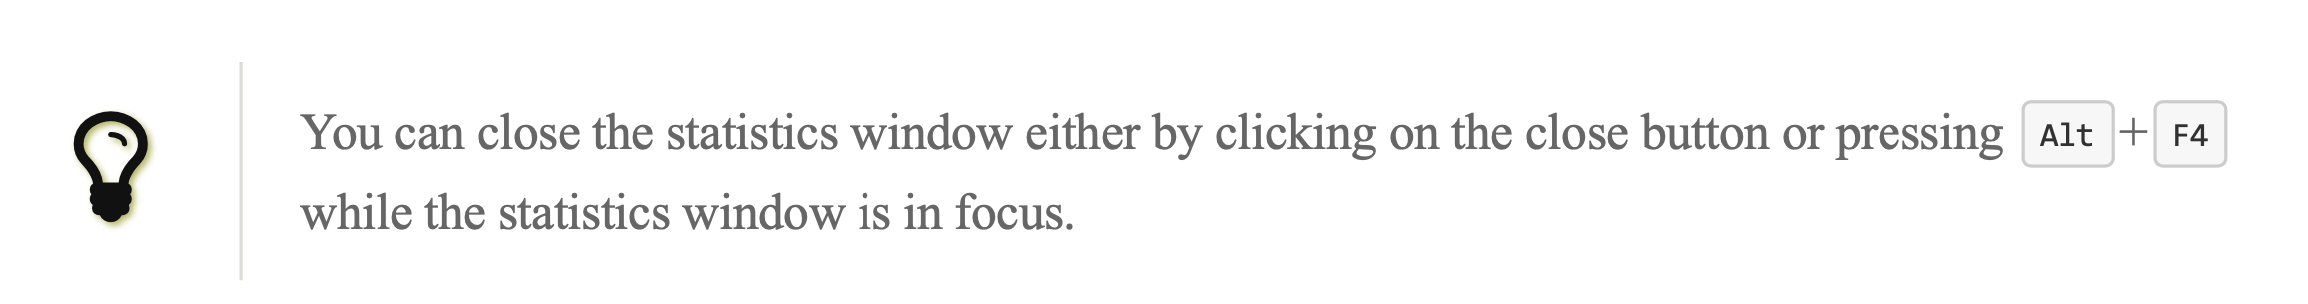 You can close the statistics window either by clicking on the close button or pressing Alt+F4
while the statistics window is in focus.